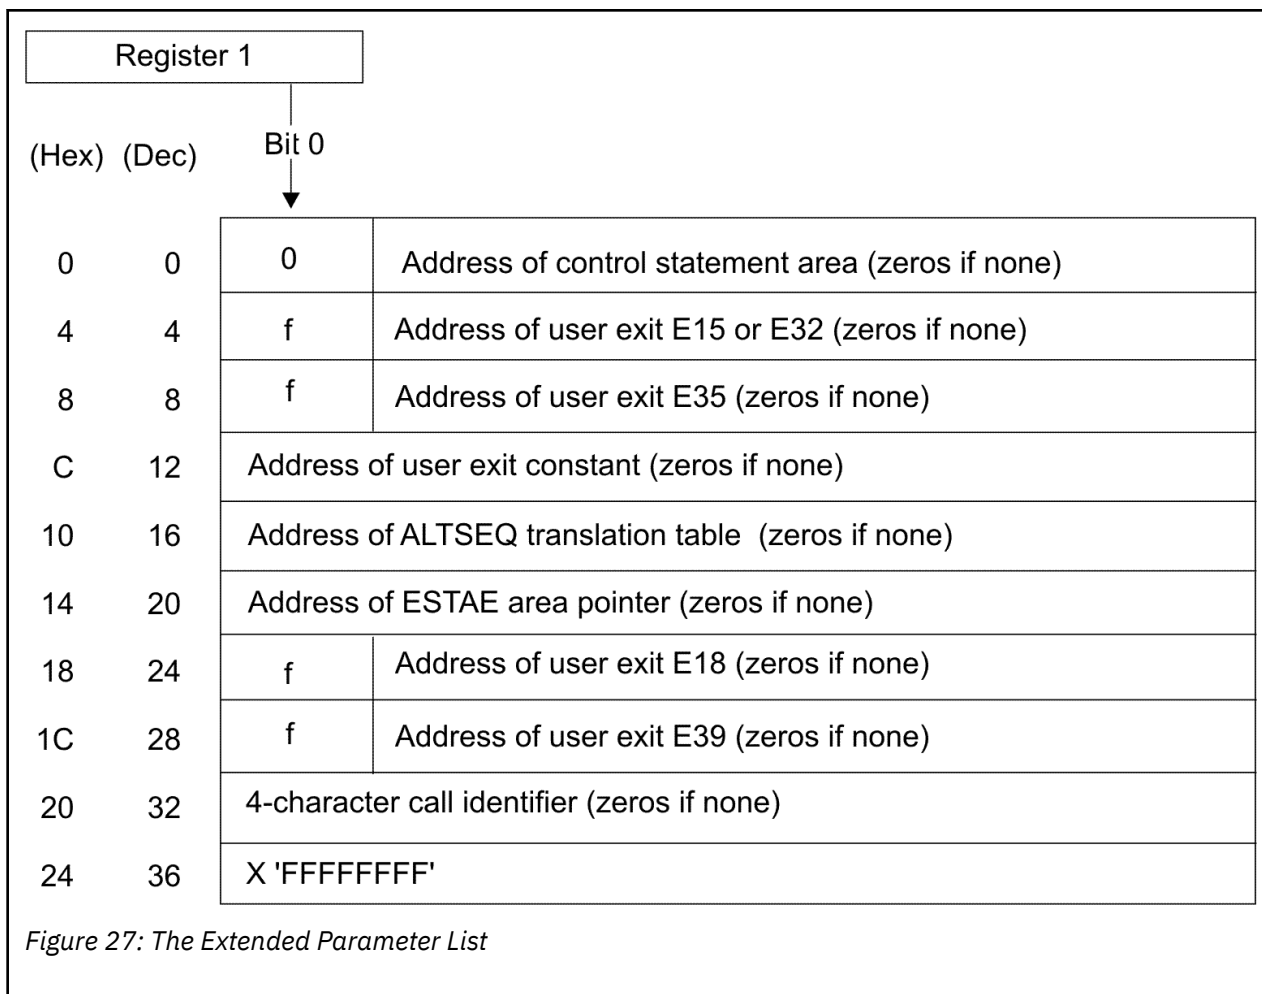 Register 1
Bit 0
(Hex) (Dec)
0 0 0 Address of control statement area (zeros if none)
4 4 f Address of user exit E15 or E32 (zeros if none)
8 8 f Address of user exit E35 (zeros if none)
C 12 Address of user exit constant (zeros if none)
10 16 Address of ALTSEQ translation table (zeros if none)
14 20 Address of ESTAE area pointer (zeros if none)
18 24 f Address of user exit E18 (zeros if none)
1C 28 f Address of user exit E39 (zeros if none)
20 32 4-character call identifier (zeros if none)
24 36 X 'FFFFFFFF'
Figure 27: The Extended Parameter List